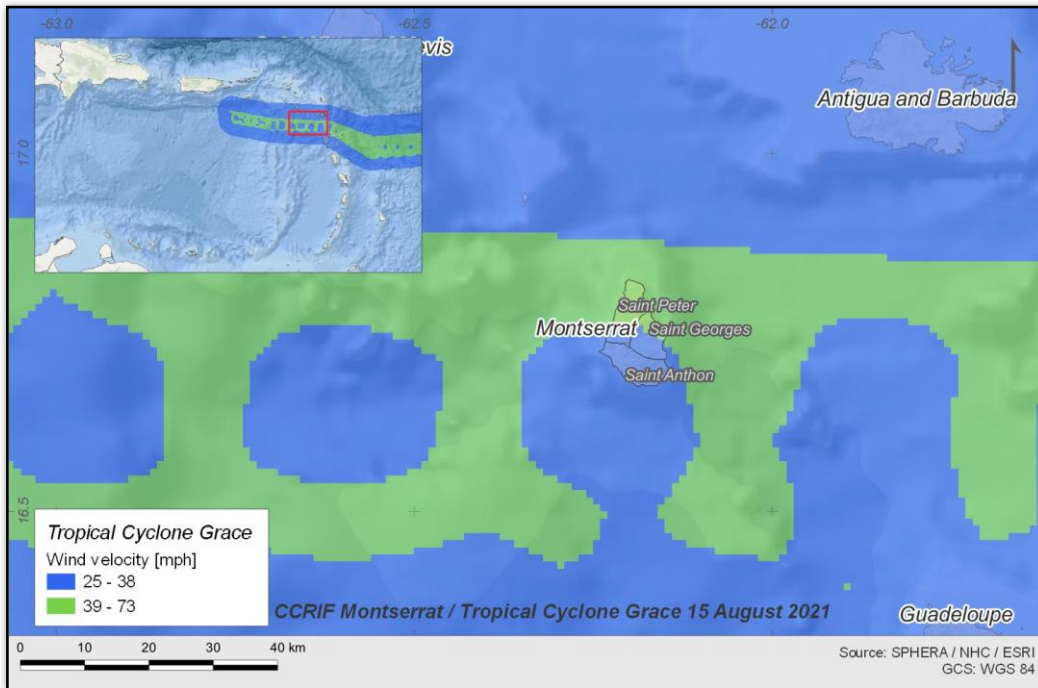 -63.0
-62.5
-62.0
evis
Antigua and Barbuda
17.0
Saint Peter
Montserrat
Saint Georges
Saint Anthon
16.5
Tropical Cyclone Grace
Wind velocity [mph]
25 - 38
39 - 73
CCRIF Montserrat / Tropical Cyclone Grace 15 August 2021
Guadeloupe
0 10 20 30 40 km
Source: SPHERA / NHC / ESRI
GCS: WGS 84